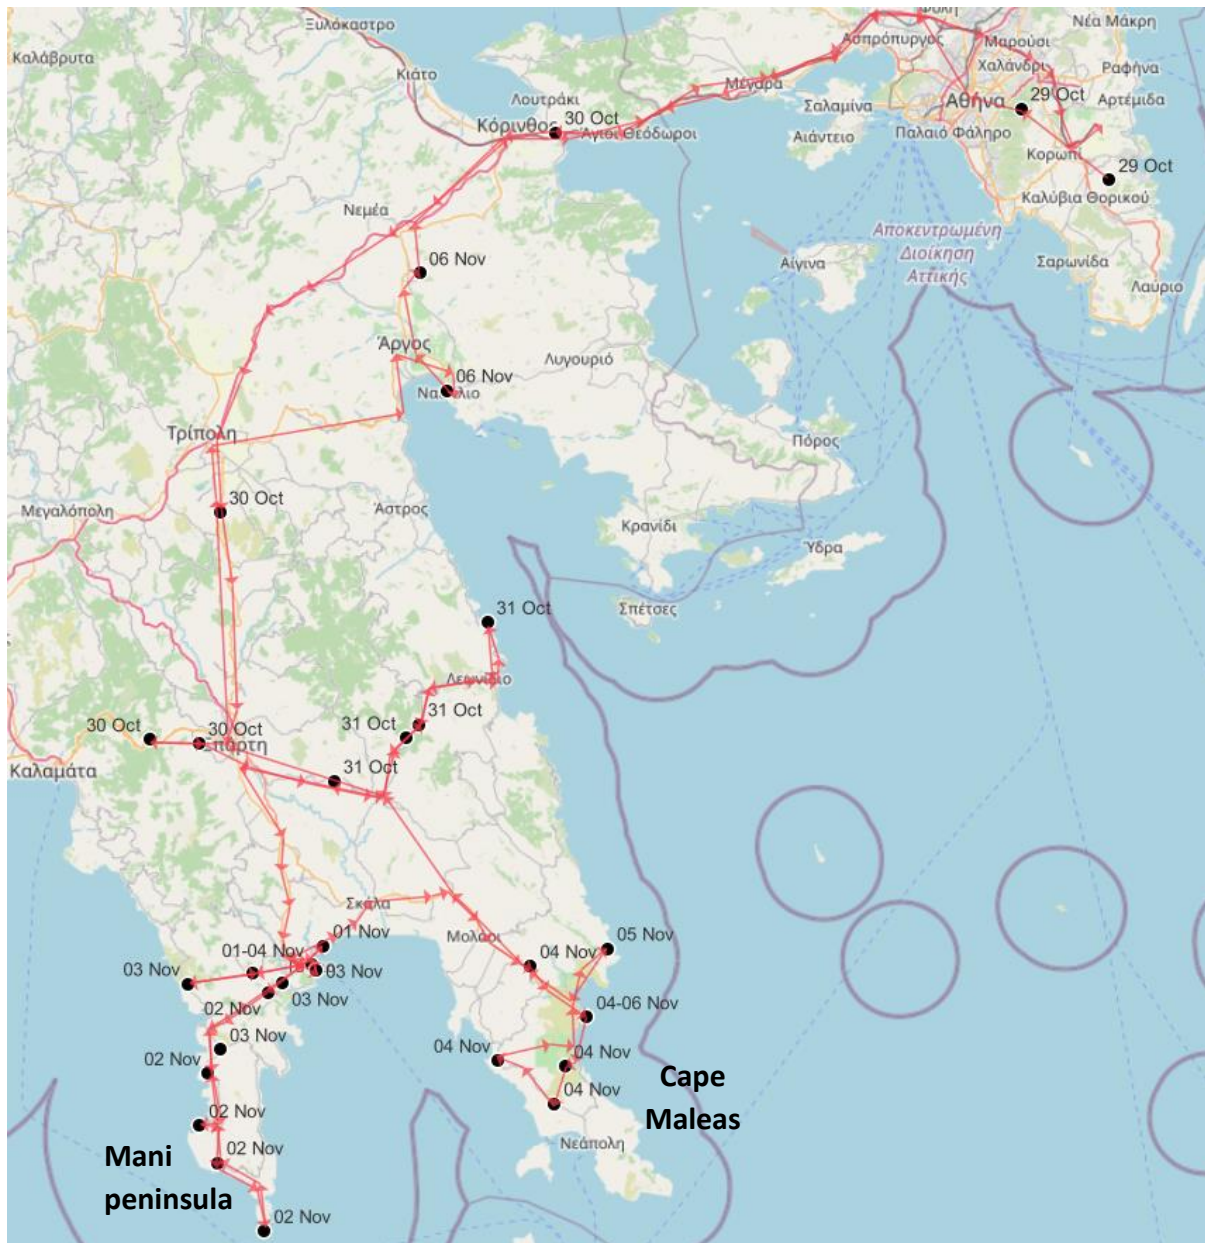 Ξυλόκαστρο
Φυλή
Νέα Μάκρη
Καλάβρυτα
Ασπρόπυργος
Μαρούσι
Κιάτο
Χαλάνδρι
Ραφήνα
Μέγαρα
Λουτράκι
Σαλαμίνα
Αθήνα
29 Oct
Αρτέμιδα
Κόρινθος
30 Oct
Άγιοι Θεόδωροι
Αιάντειο
Παλαιό Φάληρο
Κορωπί
29 Oct
Καλύβια Θορικού
Νεμέα
Αποκεντρωμένη
Διοίκηση
Αττικής
Αίγινα
Σαρωνίδα
06 Nov
Λαύριο
Άργος
Λυγουριό
06 Nov
Ναύπλιο
Τρίπολη
Πόρος
30 Oct
Μεγαλόπολη
Άστρος
Κρανίδι
Ύδρα
31 Oct
Σπέτσες
Λεωνίδιο
30 Oct
30 Oct
31 Oct
31 Oct
Σπάρτη
Καλαμάτα
31 Oct
Σκάλα
01 Nov
Μολάοι
05 Nov
01-04 Nov
04 Nov
03 Nov
03 Nov
03 Nov
02 Nov
04-06 Nov
03 Nov
02 Nov
04 Nov
04 Nov
Cape
Maleas
02 Nov
04 Nov
Νεάπολη
Mani
peninsula
02 Nov
02 Nov